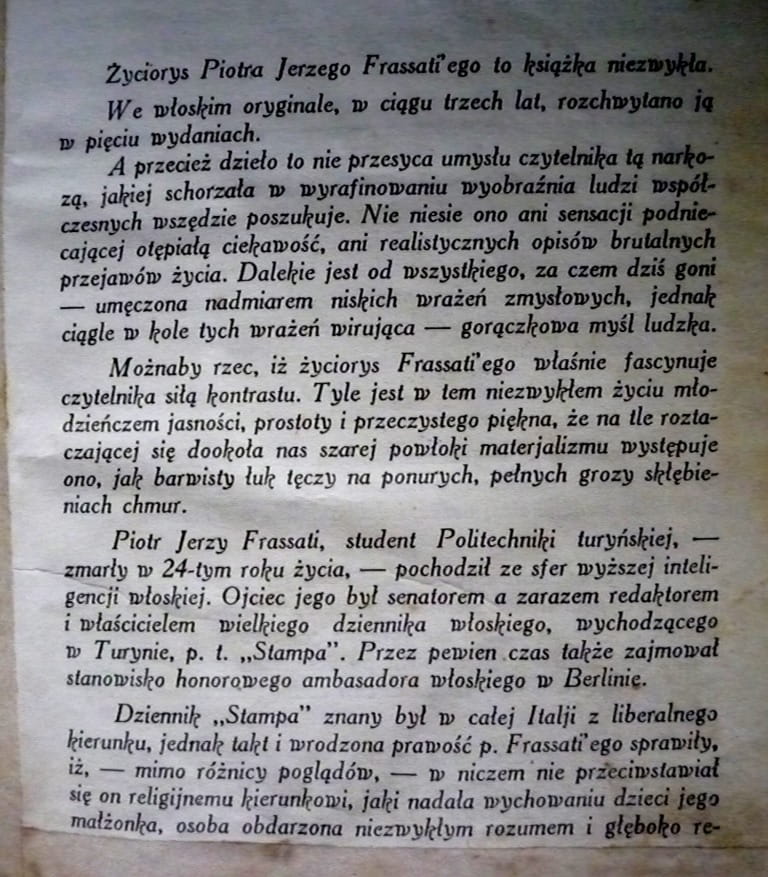 Życiorys Piotra Jerzego Frassati'ego to książka niezwykła.
We włoskim oryginale, w ciągu trzech lat, rozchwytano ją
w pięciu wydaniach.
A przecież dzieło to nie przesyca umysłu czytelnika tą narko-
zą, jakiej schorzała w wyrafinowaniu wyobraźnia ludzi współ-
czesnych wszędzie poszukuje. Nie niesie ono ani sensacji podnie-
cającej otępiałą ciekawość, ani realistycznych opisów brutalnych
przejawów życia. Dalekie jest od wszystkiego, za czem dziś goni
— umęczona nadmiarem niskich wrażeń zmysłowych, jednak
ciągle w kole tych wrażeń wirująca — gorączkowa myśl ludzka.
Możnaby rzec, iż życiorys Frassati'ego właśnie fascynuje
czytelnika siłą kontrastu. Tyle jest w tem niezwykłem życiu mło-
dzieńczem jasności, prostoty i przeczystego piękna, że na tle rozta-
czającej się dookoła nas szarej powłoki materjalizmu występuje
ono, jak barwisty łuk tęczy na ponurych, pełnych grozy skłębie-
niach chmur.
Piotr Jerzy Frassati, student Politechniki turyńskiej, —
zmarły w 24-tym roku życia, — pochodził ze sfer wyższej inteli-
gencji włoskiej. Ojciec jego był senatorem a zarazem redaktorem
i właścicielem wielkiego dziennika włoskiego, wychodzącego
w Turynie, p. t. „Stampa". Przez pewien czas także zajmował
stanowisko honorowego ambasadora włoskiego w Berlinie.
Dziennik „Stampa" znany był w całej Italji z liberalnego
kierunku, jednak takt i wrodzona prawość p. Frassati'ego sprawiły,
iż, — mimo różnicy poglądów, — w niczem nie przeciwstawiał
się on religijnemu kierunkowi, jaki nadała wychowaniu dzieci jego
małżonka, osoba obdarzona niezwykłym rozumem i głęboko re-